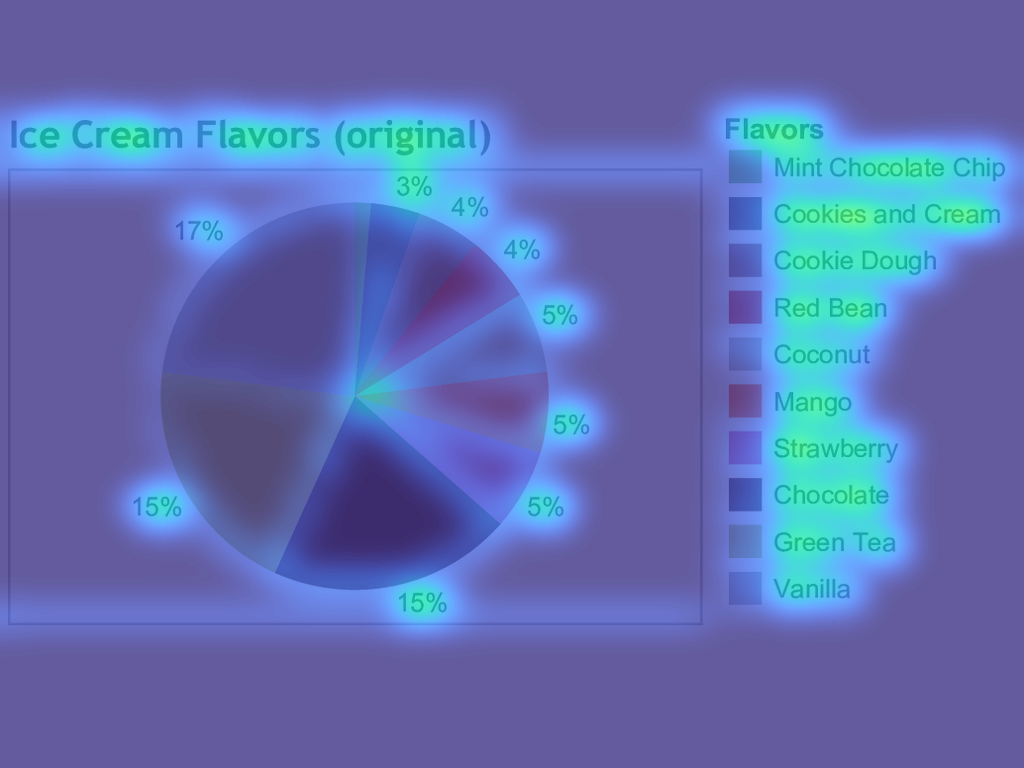 Ice Cream Flavors (original)
3%
4%
4%
5%
5%
5%
15%
15%
17%
Flavors
Mint Chocolate Chip
Cookies and Cream
Cookie Dough
Red Bean
Coconut
Mango
Strawberry
Chocolate
Green Tea
Vanilla